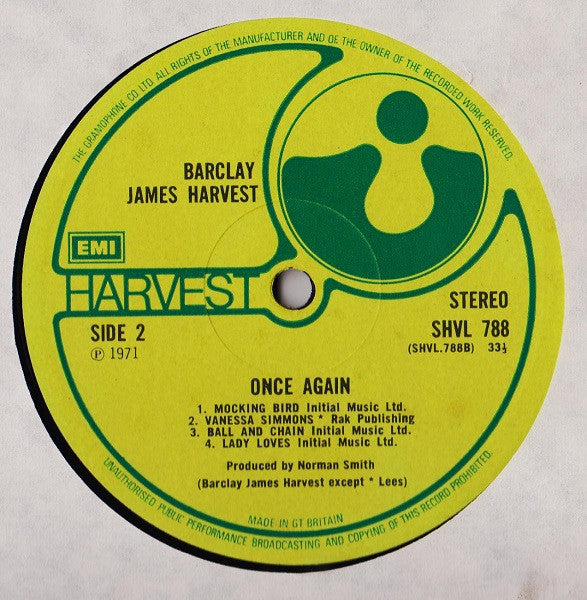 THE GRAMOPHONE CO LTD. ALL RIGHTS OF THE MANUFACTURER AND OF THE OWNER OF THE RECORDED WORK RESERVED.
BARCLAY
JAMES HARVEST
EMI
HARVEST
SIDE 2
Ⓟ 1971
STEREO
SHVL 788
(SHVL.788B) 33⅓
ONCE AGAIN
1. MOCKING BIRD Initial Music Ltd.
2. VANESSA SIMMONS * Rak Publishing
3. BALL AND CHAIN Initial Music Ltd.
4. LADY LOVES Initial Music Ltd.
Produced by Norman Smith
(Barclay James Harvest except * Lees)
MADE IN GT BRITAIN
UNAUTHORISED PUBLIC PERFORMANCE BROADCASTING AND COPYING OF THIS RECORD PROHIBITED.